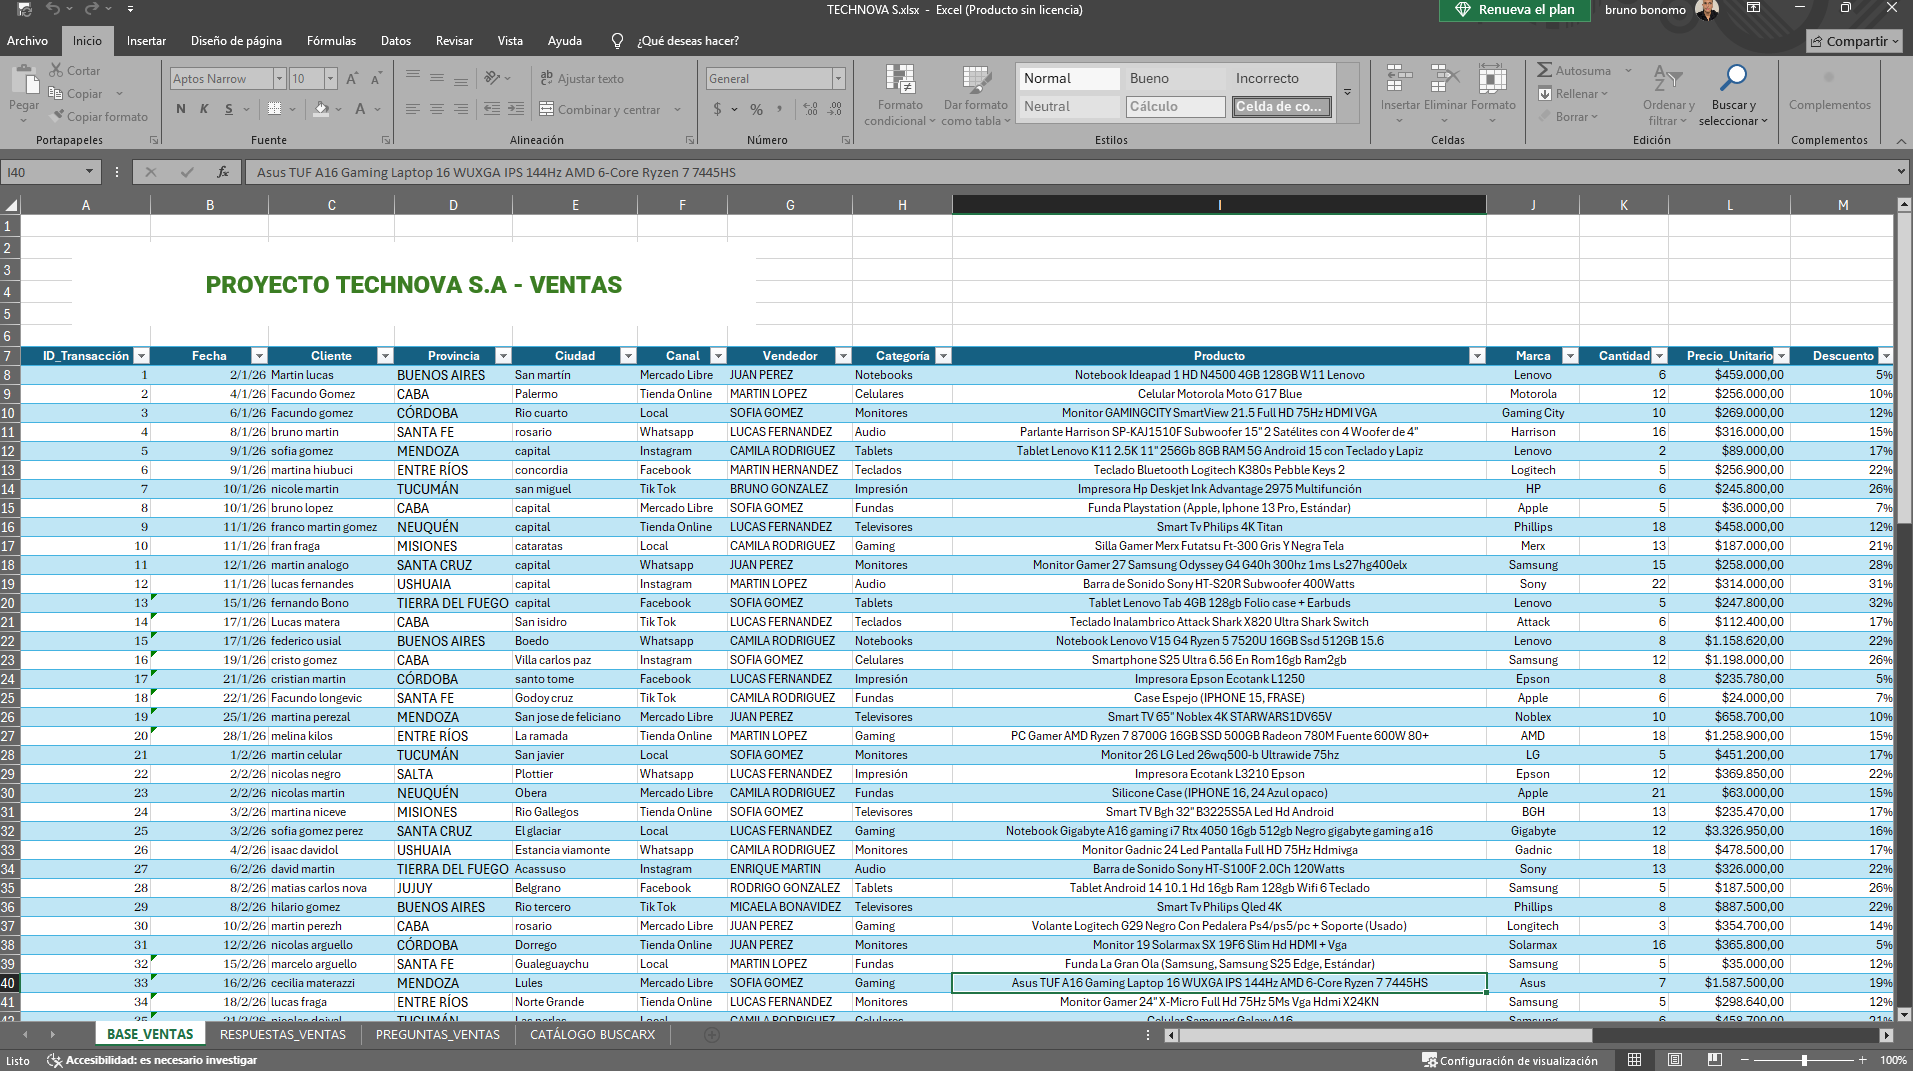 TECHNOVA S.xlsx - Excel (Producto sin licencia)
Renueva el plan
bruno bonomo
Archivo Inicio Insertar Diseño de página Fórmulas Datos Revisar Vista Ayuda ¿Qué deseas hacer? Compartir
Cortar Aptos Narrow 10 Ajustar texto General Normal Bueno Incorrecto Autosuma
Pegar Copiar Formato condicional Dar formato como tabla Insertar Eliminar Formato Rellenar Ordenar y filtrar Buscar y seleccionar Complementos
Copiar formato N K S Combinar y centrar $ % Neutral Cálculo Celda de co... Borrar
Portapapeles Fuente Alineación Número Estilos Celdas Edición Complementos
I40 fx Asus TUF A16 Gaming Laptop 16 WUXGA IPS 144Hz AMD 6-Core Ryzen 7 7445HS
A B C D E F G H I J K L M
1
2
3
PROYECTO TECHNOVA S.A - VENTAS
4
5
6
7 ID_Transacción Fecha Cliente Provincia Ciudad Canal Vendedor Categoría Producto Marca Cantidad Precio_Unitario Descuento
8 1 2/1/26 Martin lucas BUENOS AIRES San martín Mercado Libre JUAN PEREZ Notebooks Notebook Ideapad 1 HD N4500 4GB 128GB W11 Lenovo Lenovo 6 $459.000,00 5%
9 2 4/1/26 Facundo Gomez CABA Palermo Tienda Online MARTIN LOPEZ Celulares Celular Motorola Moto G17 Blue Motorola 12 $256.000,00 10%
10 3 6/1/26 Facundo gomez CÓRDOBA Rio cuarto Local SOFIA GOMEZ Monitores Monitor GAMINGCITY SmartView 21.5 Full HD 75Hz HDMI VGA Gaming City 10 $269.000,00 12%
11 4 8/1/26 bruno martin SANTA FE rosario Whatsapp LUCAS FERNANDEZ Audio Parlante Harrison SP-KAJ1510F Subwoofer 15" 2 Satélites con 4 Woofer de 4" Harrison 16 $316.000,00 15%
12 5 9/1/26 sofia gomez MENDOZA capital Instagram CAMILA RODRIGUEZ Tablets Tablet Lenovo K11 2.5K 11" 256Gb 8GB RAM 5G Android 15 con Teclado y Lapiz Lenovo 2 $89.000,00 17%
13 6 9/1/26 martina hiubuci ENTRE RÍOS concordia Facebook MARTIN HERNANDEZ Teclados Teclado Bluetooth Logitech K380s Pebble Keys 2 Logitech 5 $256.900,00 22%
14 7 10/1/26 nicole martin TUCUMÁN san miguel Tik Tok BRUNO GONZALEZ Impresión Impresora Hp Deskjet Ink Advantage 2975 Multifunción HP 6 $245.800,00 26%
15 8 10/1/26 bruno lopez CABA capital Mercado Libre SOFIA GOMEZ Fundas Funda Playstation (Apple, Iphone 13 Pro, Estándar) Apple 5 $36.000,00 7%
16 9 11/1/26 franco martin gomez NEUQUÉN capital Tienda Online LUCAS FERNANDEZ Televisores Smart Tv Philips 4K Titan Phillips 18 $458.000,00 12%
17 10 11/1/26 fran fraga MISIONES cataratas Local CAMILA RODRIGUEZ Gaming Silla Gamer Merx Futatsu Ft-300 Gris Y Negra Tela Merx 13 $187.000,00 21%
18 11 12/1/26 martin analogo SANTA CRUZ capital Whatsapp JUAN PEREZ Monitores Monitor Gamer 27 Samsung Odyssey G4 G40h 300hz 1ms Ls27hg400elx Samsung 15 $258.000,00 28%
19 12 11/1/26 lucas fernandes USHUAIA capital Instagram MARTIN LOPEZ Audio Barra de Sonido Sony HT-S20R Subwoofer 400Watts Sony 22 $314.000,00 31%
20 13 15/1/26 fernando Bono TIERRA DEL FUEGO capital Facebook SOFIA GOMEZ Tablets Tablet Lenovo Tab 4GB 128gb Folio case + Earbuds Lenovo 5 $247.800,00 32%
21 14 17/1/26 Lucas matera CABA San isidro Tik Tok LUCAS FERNANDEZ Teclados Teclado Inalambrico Attack Shark X820 Ultra Shark Switch Attack 6 $112.400,00 17%
22 15 17/1/26 federico usial BUENOS AIRES Boedo Whatsapp CAMILA RODRIGUEZ Notebooks Notebook Lenovo V15 G4 Ryzen 5 7520U 16GB Ssd 512GB 15.6 Lenovo 8 $1.158.620,00 22%
23 16 19/1/26 cristo gomez CABA Villa carlos paz Instagram SOFIA GOMEZ Celulares Smartphone S25 Ultra 6.56 En Rom16gb Ram2gb Samsung 12 $1.198.000,00 26%
24 17 21/1/26 cristian martin CÓRDOBA santo tome Facebook LUCAS FERNANDEZ Impresión Impresora Epson Ecotank L1250 Epson 8 $235.780,00 5%
25 18 22/1/26 Facundo longevic SANTA FE Godoy cruz Tik Tok CAMILA RODRIGUEZ Fundas Case Espejo (IPHONE 15, FRASE) Apple 6 $24.000,00 7%
26 19 25/1/26 martina perezal MENDOZA San jose de feliciano Mercado Libre JUAN PEREZ Televisores Smart TV 65" Noblex 4K STARWARS1DV65V Noblex 10 $658.700,00 10%
27 20 28/1/26 melina kilos ENTRE RÍOS La ramada Tienda Online MARTIN LOPEZ Gaming PC Gamer AMD Ryzen 7 8700G 16GB SSD 500GB Radeon 780M Fuente 600W 80+ AMD 18 $1.258.900,00 15%
28 21 1/2/26 martin celular TUCUMÁN San javier Local SOFIA GOMEZ Monitores Monitor 26 LG Led 26wq500-b Ultrawide 75hz LG 5 $451.200,00 17%
29 22 2/2/26 nicolas negro SALTA Plottier Whatsapp LUCAS FERNANDEZ Impresión Impresora Ecotank L3210 Epson Epson 12 $369.850,00 22%
30 23 2/2/26 nicolas martin NEUQUÉN Obera Mercado Libre CAMILA RODRIGUEZ Fundas Silicone Case (IPHONE 16, 24 Azul opaco) Apple 21 $63.000,00 15%
31 24 3/2/26 martina niceve MISIONES Rio Gallegos Tienda Online SOFIA GOMEZ Televisores Smart TV Bgh 32" B3225S5A Led Hd Android BGH 13 $235.470,00 17%
32 25 3/2/26 sofia gomez perez SANTA CRUZ El glaciar Local LUCAS FERNANDEZ Gaming Notebook Gigabyte A16 gaming i7 Rtx 4050 16gb 512gb Negro gigabyte gaming a16 Gigabyte 12 $3.326.950,00 16%
33 26 4/2/26 isaac davidol USHUAIA Estancia viamonte Whatsapp CAMILA RODRIGUEZ Monitores Monitor Gadnic 24 Led Pantalla Full HD 75Hz Hdmivga Gadnic 18 $478.500,00 17%
34 27 6/2/26 david martin TIERRA DEL FUEGO Acassuso Instagram ENRIQUE MARTIN Audio Barra de Sonido Sony HT-S100F 2.0Ch 120Watts Sony 13 $326.000,00 22%
35 28 8/2/26 matias carlos nova JUJUY Belgrano Facebook RODRIGO GONZALEZ Tablets Tablet Android 14 10.1 Hd 16gb Ram 128gb Wifi 6 Teclado Samsung 5 $187.500,00 26%
36 29 8/2/26 hilario gomez BUENOS AIRES Rio tercero Tik Tok MICAELA BONAVIDEZ Televisores Smart Tv Philips Qled 4K Phillips 8 $887.500,00 22%
37 30 10/2/26 martin perezh CABA rosario Mercado Libre JUAN PEREZ Gaming Volante Logitech G29 Negro Con Pedalera Ps4/ps5/pc + Soporte (Usado) Longitech 3 $354.700,00 14%
38 31 12/2/26 nicolas arguello CÓRDOBA Dorrego Tienda Online JUAN PEREZ Monitores Monitor 19 Solarmax SX 19F6 Slim Hd HDMI + Vga Solarmax 16 $365.800,00 5%
39 32 15/2/26 marcelo arguello SANTA FE Gualeguaychu Local MARTIN LOPEZ Fundas Funda La Gran Ola (Samsung, Samsung S25 Edge, Estándar) Samsung 5 $35.000,00 12%
40 33 16/2/26 cecilia materazzi MENDOZA Lules Mercado Libre SOFIA GOMEZ Gaming Asus TUF A16 Gaming Laptop 16 WUXGA IPS 144Hz AMD 6-Core Ryzen 7 7445HS Asus 7 $1.587.500,00 19%
41 34 18/2/26 lucas fraga ENTRE RÍOS Norte Grande Tienda Online LUCAS FERNANDEZ Monitores Monitor Gamer 24" X-Micro Full Hd 75Hz 5Ms Vga Hdmi X24KN Samsung 5 $298.640,00 12%
TUCUMÁN Local CAMILA RODRIGUEZ Celulares Celular Samsung Galaxy A16 Samsung
BASE_VENTAS RESPUESTAS_VENTAS PREGUNTAS_VENTAS CATÁLOGO BUSCARX
Listo Accesibilidad: es necesario investigar Configuración de visualización 100%